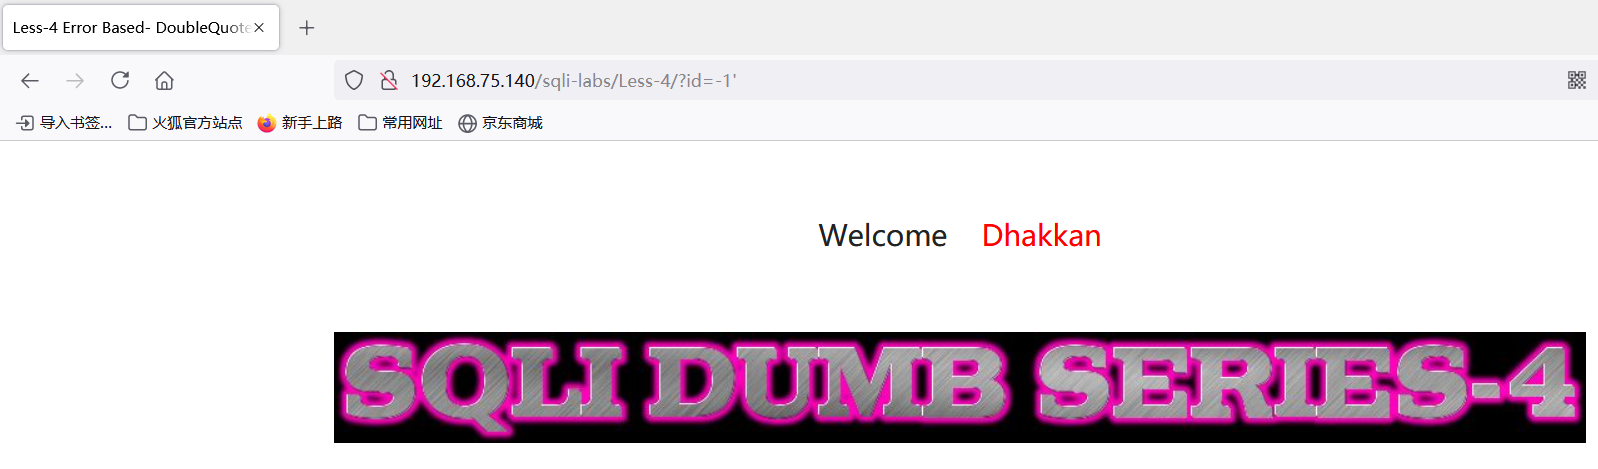 Less-4 Error Based- DoubleQuote
192.168.75.140/sqli-labs/Less-4/?id=-1'
导入书签... 火狐官方站点 新手上路 常用网址 京东商城
Welcome Dhakkan
SQLI DUMB SERIES-4